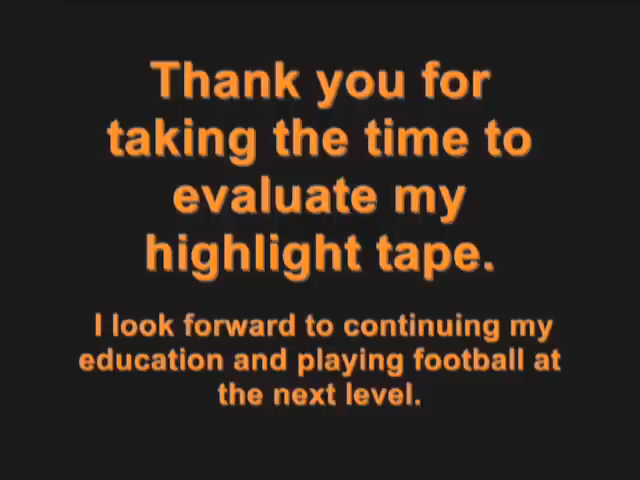 Thank you for
taking the time to
evaluate my
highlight tape.
I look forward to continuing my
education and playing football at
the next level.